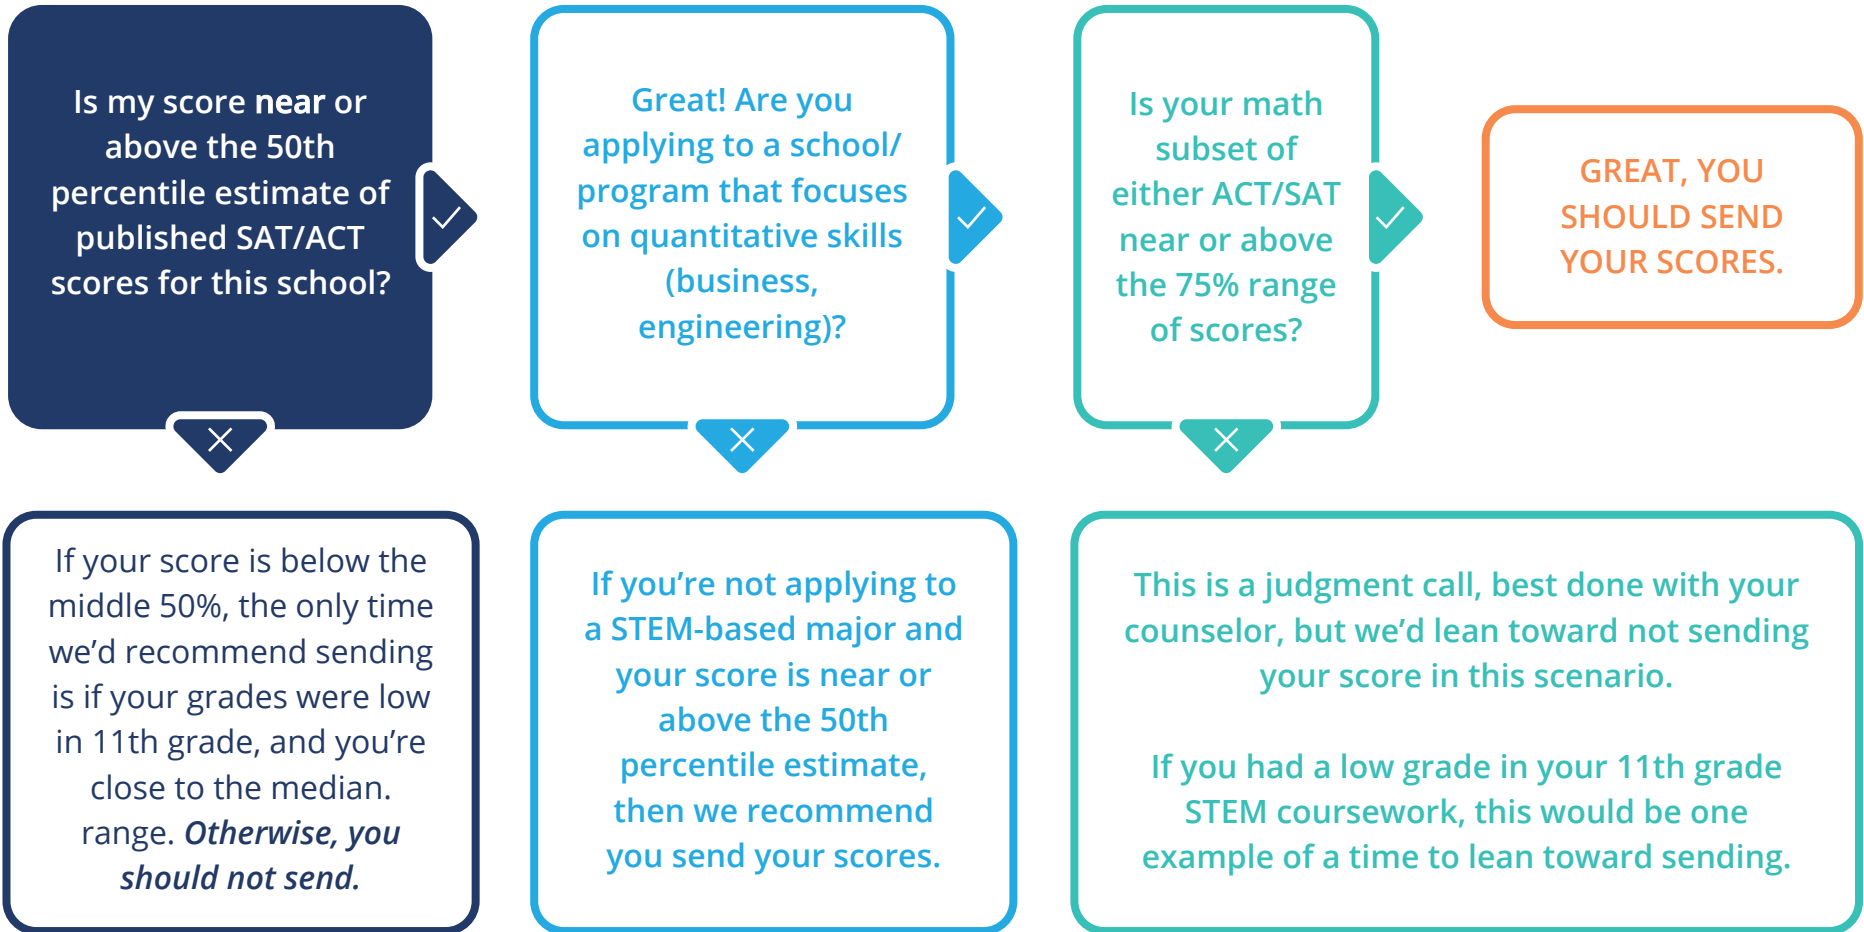 Is my score near or
above the 50th
percentile estimate of
published SAT/ACT
scores for this school?
Great! Are you
applying to a school/
program that focuses
on quantitative skills
(business,
engineering)?
Is your math
subset of
either ACT/SAT
near or above
the 75% range
of scores?
GREAT, YOU
SHOULD SEND
YOUR SCORES.
If your score is below the
middle 50%, the only time
we’d recommend sending
is if your grades were low
in 11th grade, and you’re
close to the median.
range. Otherwise, you
should not send.
If you’re not applying to
a STEM-based major and
your score is near or
above the 50th
percentile estimate,
then we recommend
you send your scores.
This is a judgment call, best done with your
counselor, but we’d lean toward not sending
your score in this scenario.
If you had a low grade in your 11th grade
STEM coursework, this would be one
example of a time to lean toward sending.